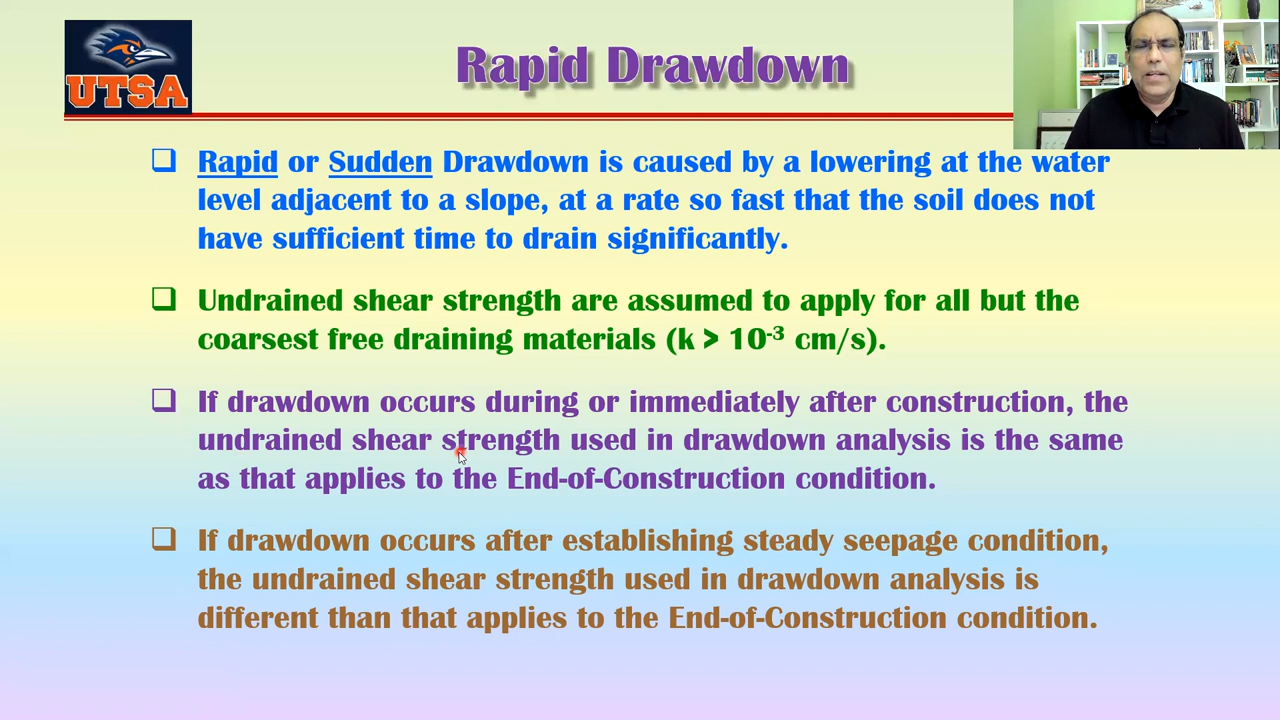 UTSA
Rapid Drawdown
❑ Rapid or Sudden Drawdown is caused by a lowering at the water
level adjacent to a slope, at a rate so fast that the soil does not
have sufficient time to drain significantly.
❑ Undrained shear strength are assumed to apply for all but the
coarsest free draining materials (k > 10⁻³ cm/s).
❑ If drawdown occurs during or immediately after construction, the
undrained shear strength used in drawdown analysis is the same
as that applies to the End-of-Construction condition.
❑ If drawdown occurs after establishing steady seepage condition,
the undrained shear strength used in drawdown analysis is
different than that applies to the End-of-Construction condition.